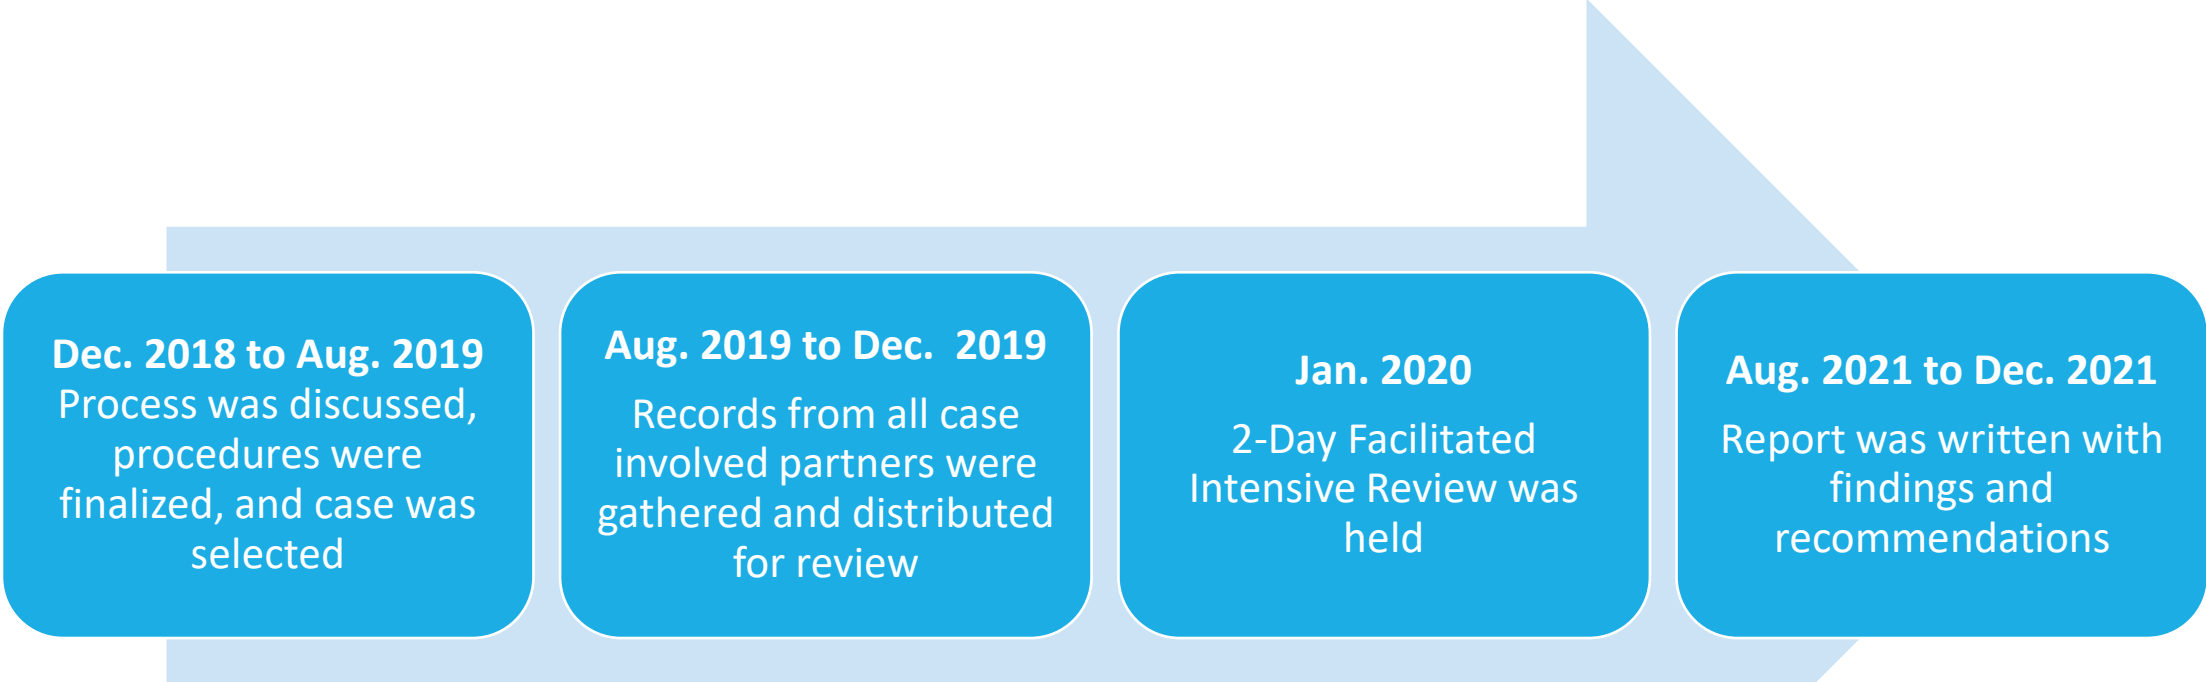 Dec. 2018 to Aug. 2019
Process was discussed,
procedures were
finalized, and case was
selected
Aug. 2019 to Dec.  2019
Records from all case
involved partners were
gathered and distributed
for review
Jan. 2020
2-Day Facilitated
Intensive Review was
held
Aug. 2021 to Dec. 2021
Report was written with
findings and
recommendations